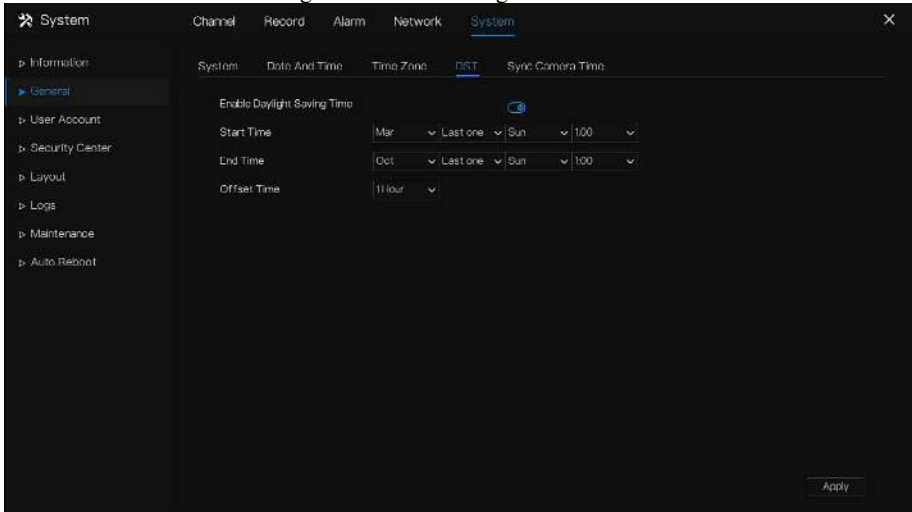 System Channel Record Alarm Network System
Information
General
User Account
Security Center
Layout
Logs
Maintenance
Auto Reboot
System Date And Time Time Zone DST Sync Camera Time
Enable Daylight Saving Time
Start Time Mar Last one Sun 1:00
End Time Oct Last one Sun 1:00
Offset Time 1Hour
Apply